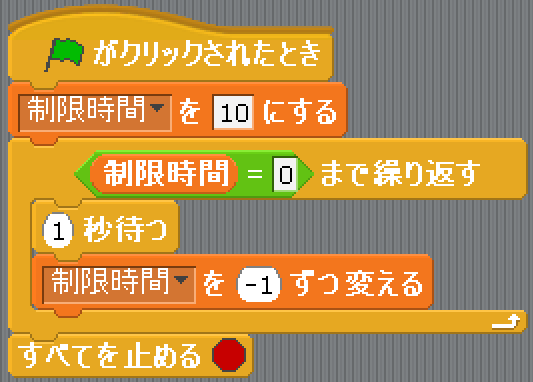 がクリックされたとき
制限時間 を 10 にする
制限時間 = 0 まで繰り返す
1 秒待つ
制限時間 を -1 ずつ変える
すべてを止める